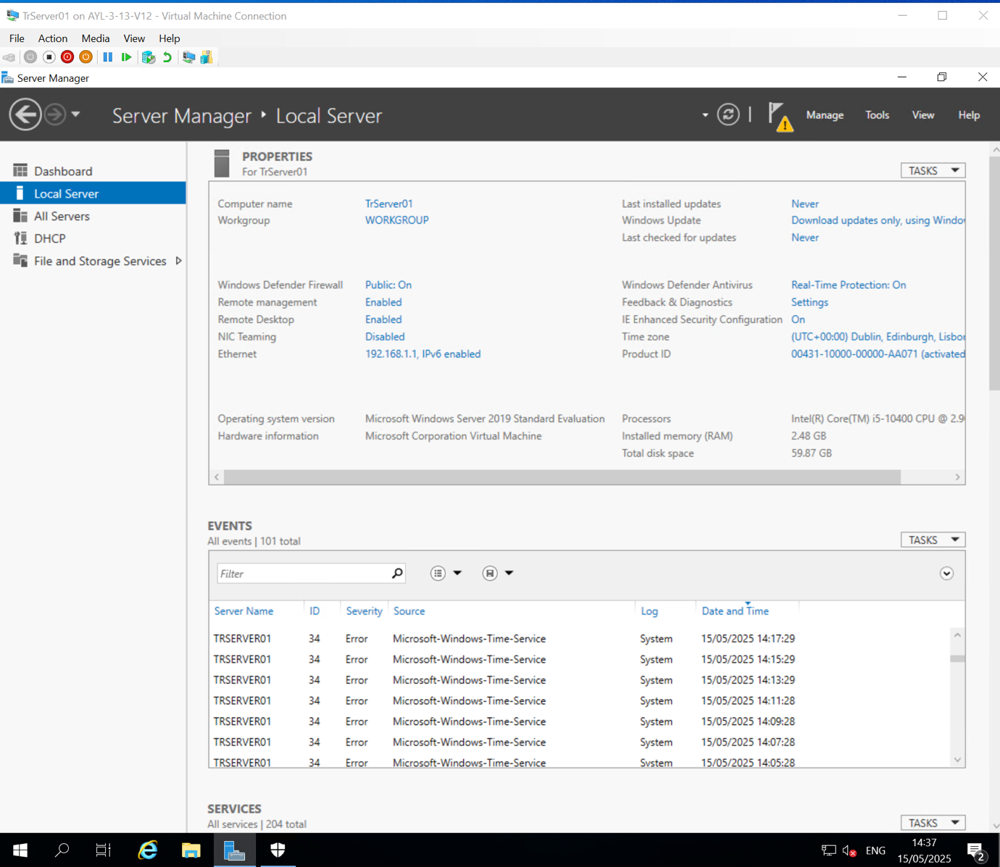 TrServer01 on AYL-3-13-V12 - Virtual Machine Connection
File Action Media View Help
Server Manager
Server Manager Local Server
Manage Tools View Help
Dashboard
Local Server
All Servers
DHCP
File and Storage Services
PROPERTIES
For TrServer01
TASKS
Computer name TrServer01 Last installed updates Never
Workgroup WORKGROUP Windows Update Download updates only, using Windo
Last checked for updates Never
Windows Defender Firewall Public: On Windows Defender Antivirus Real-Time Protection: On
Remote management Enabled Feedback & Diagnostics Settings
Remote Desktop Enabled IE Enhanced Security Configuration On
NIC Teaming Disabled Time zone (UTC+00:00) Dublin, Edinburgh, Lisbo
Ethernet 192.168.1.1, IPv6 enabled Product ID 00431-10000-00000-AA071 (activated
Operating system version Microsoft Windows Server 2019 Standard Evaluation Processors Intel(R) Core(TM) i5-10400 CPU @ 2.9
Hardware information Microsoft Corporation Virtual Machine Installed memory (RAM) 2.48 GB
Total disk space 59.87 GB
EVENTS
All events | 101 total
TASKS
Filter
Server Name ID Severity Source Log Date and Time
TRSERVER01 34 Error Microsoft-Windows-Time-Service System 15/05/2025 14:17:29
TRSERVER01 34 Error Microsoft-Windows-Time-Service System 15/05/2025 14:15:29
TRSERVER01 34 Error Microsoft-Windows-Time-Service System 15/05/2025 14:13:29
TRSERVER01 34 Error Microsoft-Windows-Time-Service System 15/05/2025 14:11:28
TRSERVER01 34 Error Microsoft-Windows-Time-Service System 15/05/2025 14:09:28
TRSERVER01 34 Error Microsoft-Windows-Time-Service System 15/05/2025 14:07:28
TRSERVER01 34 Error Microsoft-Windows-Time-Service System 15/05/2025 14:05:28
SERVICES
All services | 204 total
TASKS
ENG
14:37
15/05/2025
2